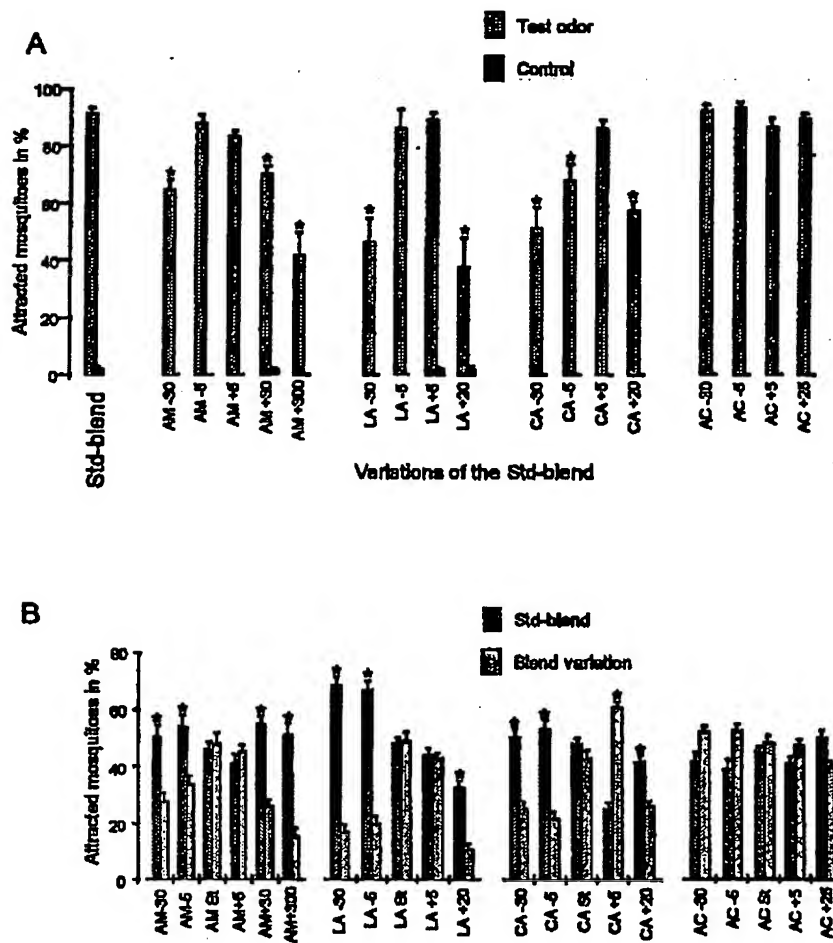 A
Test odor
Control
Attracted mosquitoes in %
100
80
60
40
20
0
Std-blend
AM -30
AM -5
AM +5
AM +30
AM +300
LA -30
LA -5
LA +5
LA +20
CA -30
CA -5
CA +5
CA +20
AC -20
AC -5
AC +5
AC +25
Variations of the Std-blend
B
Std-blend
Blend variation
Attracted mosquitoes in %
80
60
40
20
0
AM-30
AM-5
AM St
AM+5
AM+30
AM+300
LA -30
LA -5
LA St
LA +5
LA +20
CA -30
CA -5
CA St
CA +5
CA +20
AC -5
AC St
AC +5
AC +25